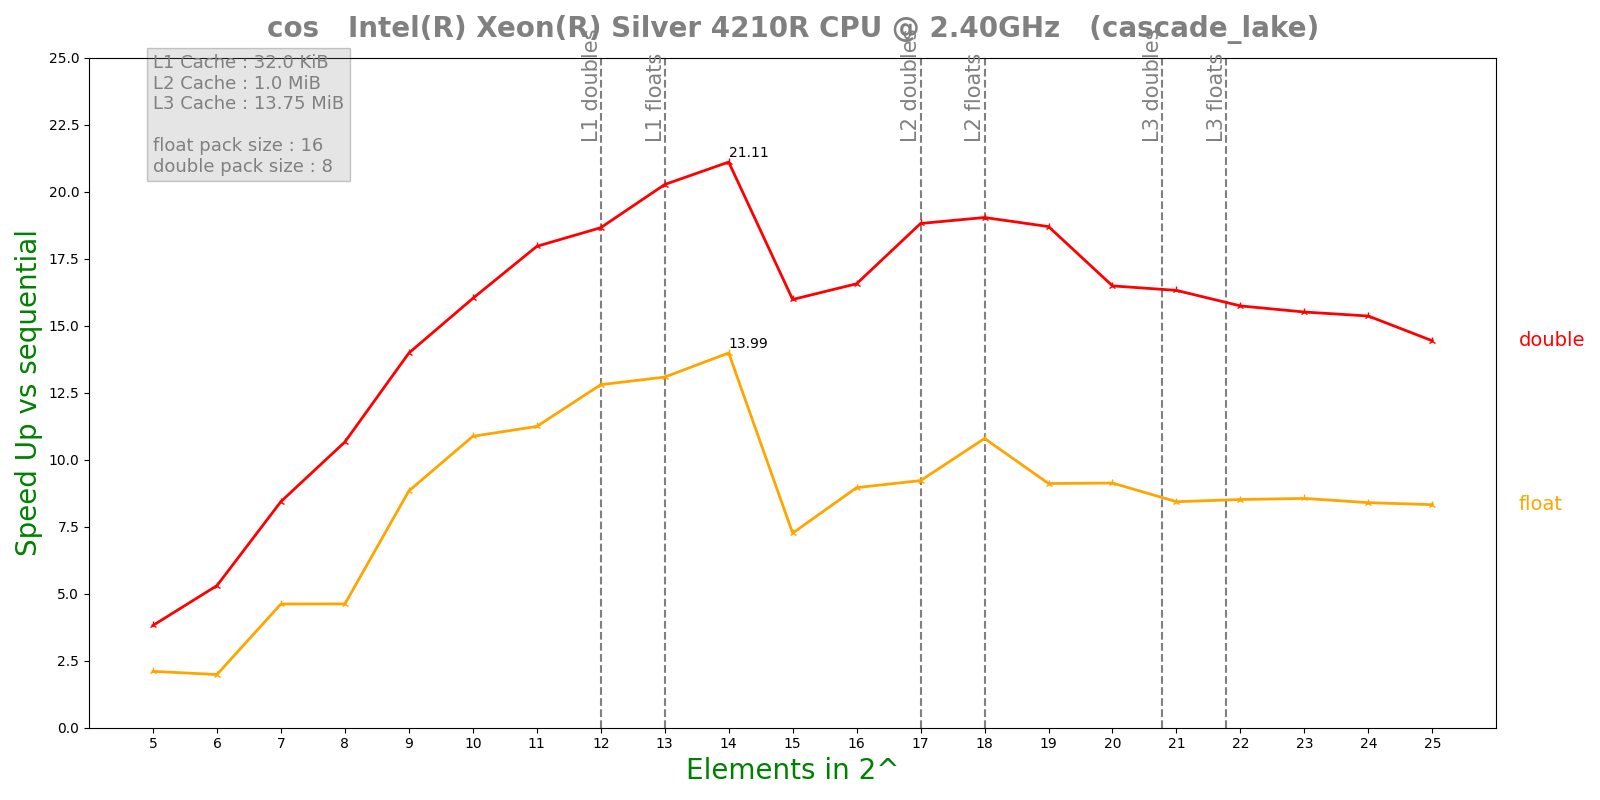 cos   Intel(R) Xeon(R) Silver 4210R CPU @ 2.40GHz   (cascade_lake)
L1 Cache : 32.0 KiB
L2 Cache : 1.0 MiB
L3 Cache : 13.75 MiB
float pack size : 16
double pack size : 8
L1 doubles
L1 floats
L2 doubles
L2 floats
L3 doubles
L3 floats
25.0
22.5
20.0
17.5
15.0
12.5
10.0
7.5
5.0
2.5
0.0
Speed Up vs sequential
21.11
13.99
double
float
5 6 7 8 9 10 11 12 13 14 15 16 17 18 19 20 21 22 23 24 25
Elements in 2^